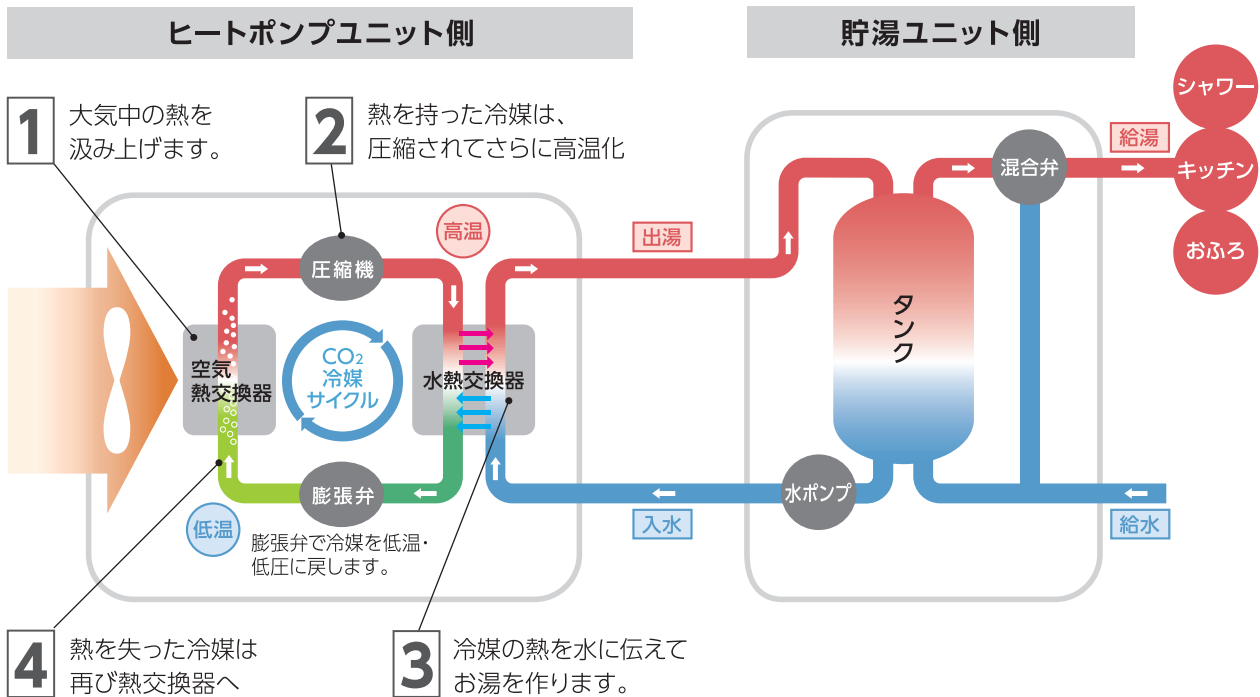 ヒートポンプユニット側
貯湯ユニット側
1
大気中の熱を
汲み上げます。
2
熱を持った冷媒は、
圧縮されてさらに高温化
シャワー
キッチン
おふろ
給湯
混合弁
高温
出湯
圧縮機
タンク
空気
熱交換器
CO₂
冷媒
サイクル
水熱交換器
膨張弁
水ポンプ
低温
入水
給水
膨張弁で冷媒を低温・
低圧に戻します。
4
熱を失った冷媒は
再び熱交換器へ
3
冷媒の熱を水に伝えて
お湯を作ります。